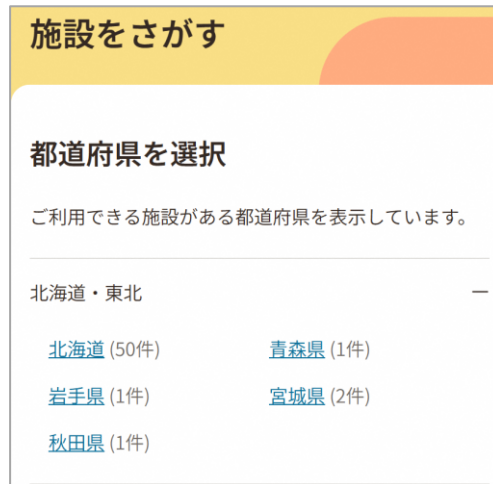 施設をさがす
都道府県を選択
ご利用できる施設がある都道府県を表示しています。
北海道・東北
北海道 (50件) 青森県 (1件)
岩手県 (1件) 宮城県 (2件)
秋田県 (1件)